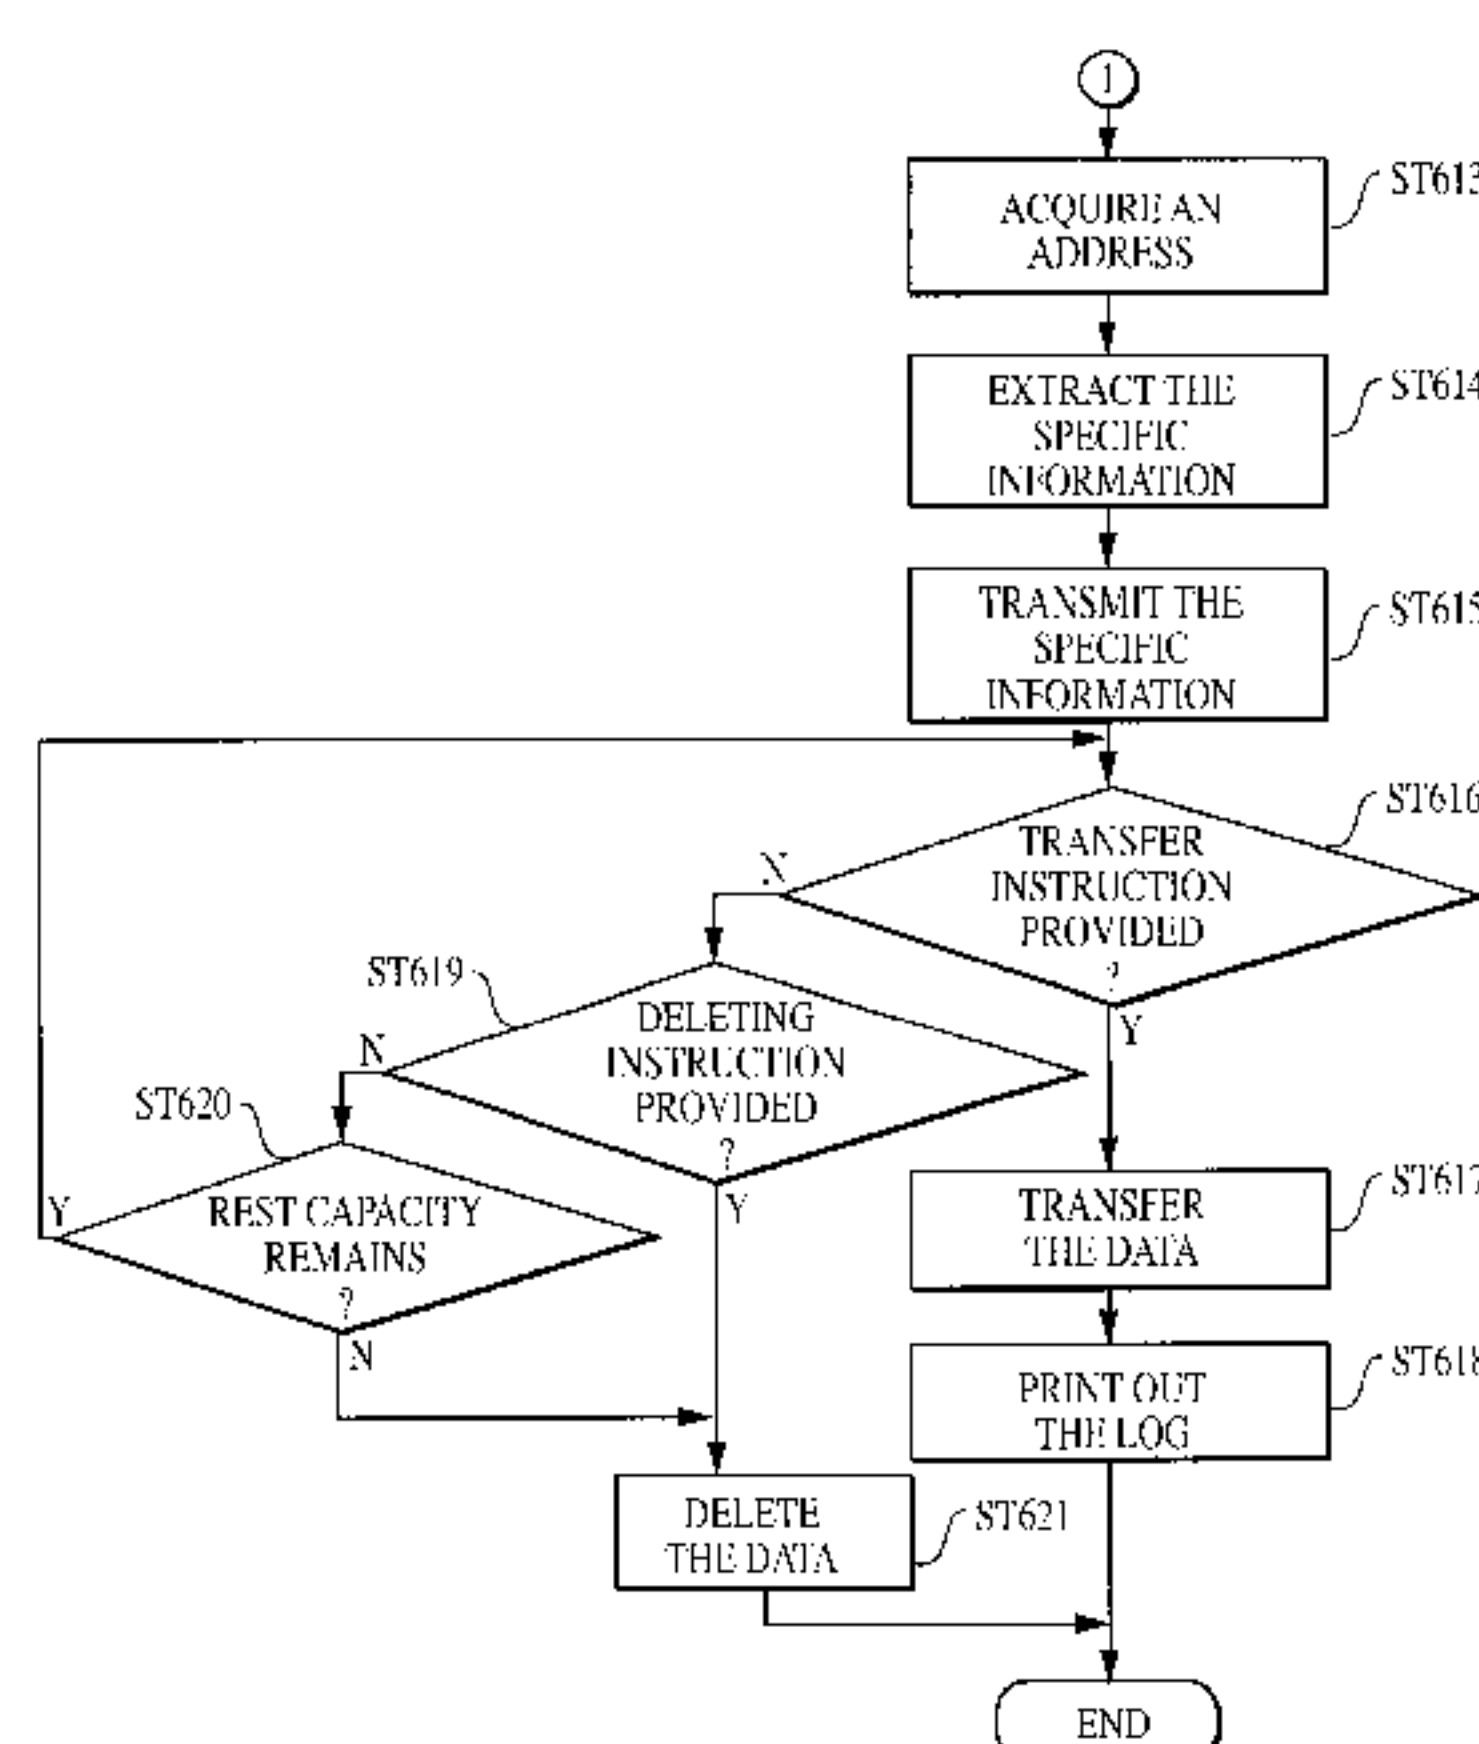 1
ACQUIRE AN
ADDRESS
ST613
EXTRACT THE
SPECIFIC
INFORMATION
ST614
TRANSMIT THE
SPECIFIC
INFORMATION
ST615
TRANSFER
INSTRUCTION
PROVIDED
?
ST616
N
Y
ST619
DELETING
INSTRUCTION
PROVIDED
?
N
Y
ST620
REST CAPACITY
REMAINS
?
Y
N
TRANSFER
THE DATA
ST617
PRINT OUT
THE LOG
ST618
DELETE
THE DATA
ST621
END